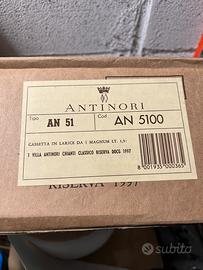 ANTINORI
Tipo AN 51 Cod. AN 5100
CASSETTA IN LARICE DA 1 MAGNUM LT. 1,5
1 VILLA ANTINORI CHIANTI CLASSICO RISERVA DOCG 1997
8 001935 000365
RISERVA 1997
subito